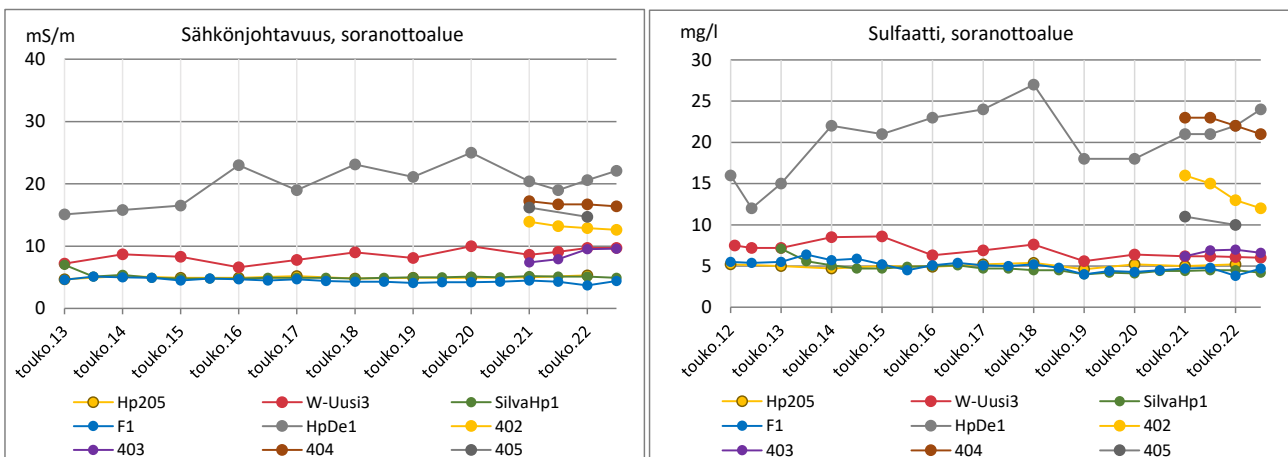 mS/m
Sähkönjohtavuus, soranottoalue
40
30
20
10
0
touko.13
touko.14
touko.15
touko.16
touko.17
touko.18
touko.19
touko.20
touko.21
touko.22
Hp205
W-Uusi3
SilvaHp1
F1
HpDe1
402
403
404
405
mg/l
Sulfaatti, soranottoalue
30
25
20
15
10
5
0
touko.12
touko.13
touko.14
touko.15
touko.16
touko.17
touko.18
touko.19
touko.20
touko.21
touko.22
Hp205
W-Uusi3
SilvaHp1
F1
HpDe1
402
403
404
405